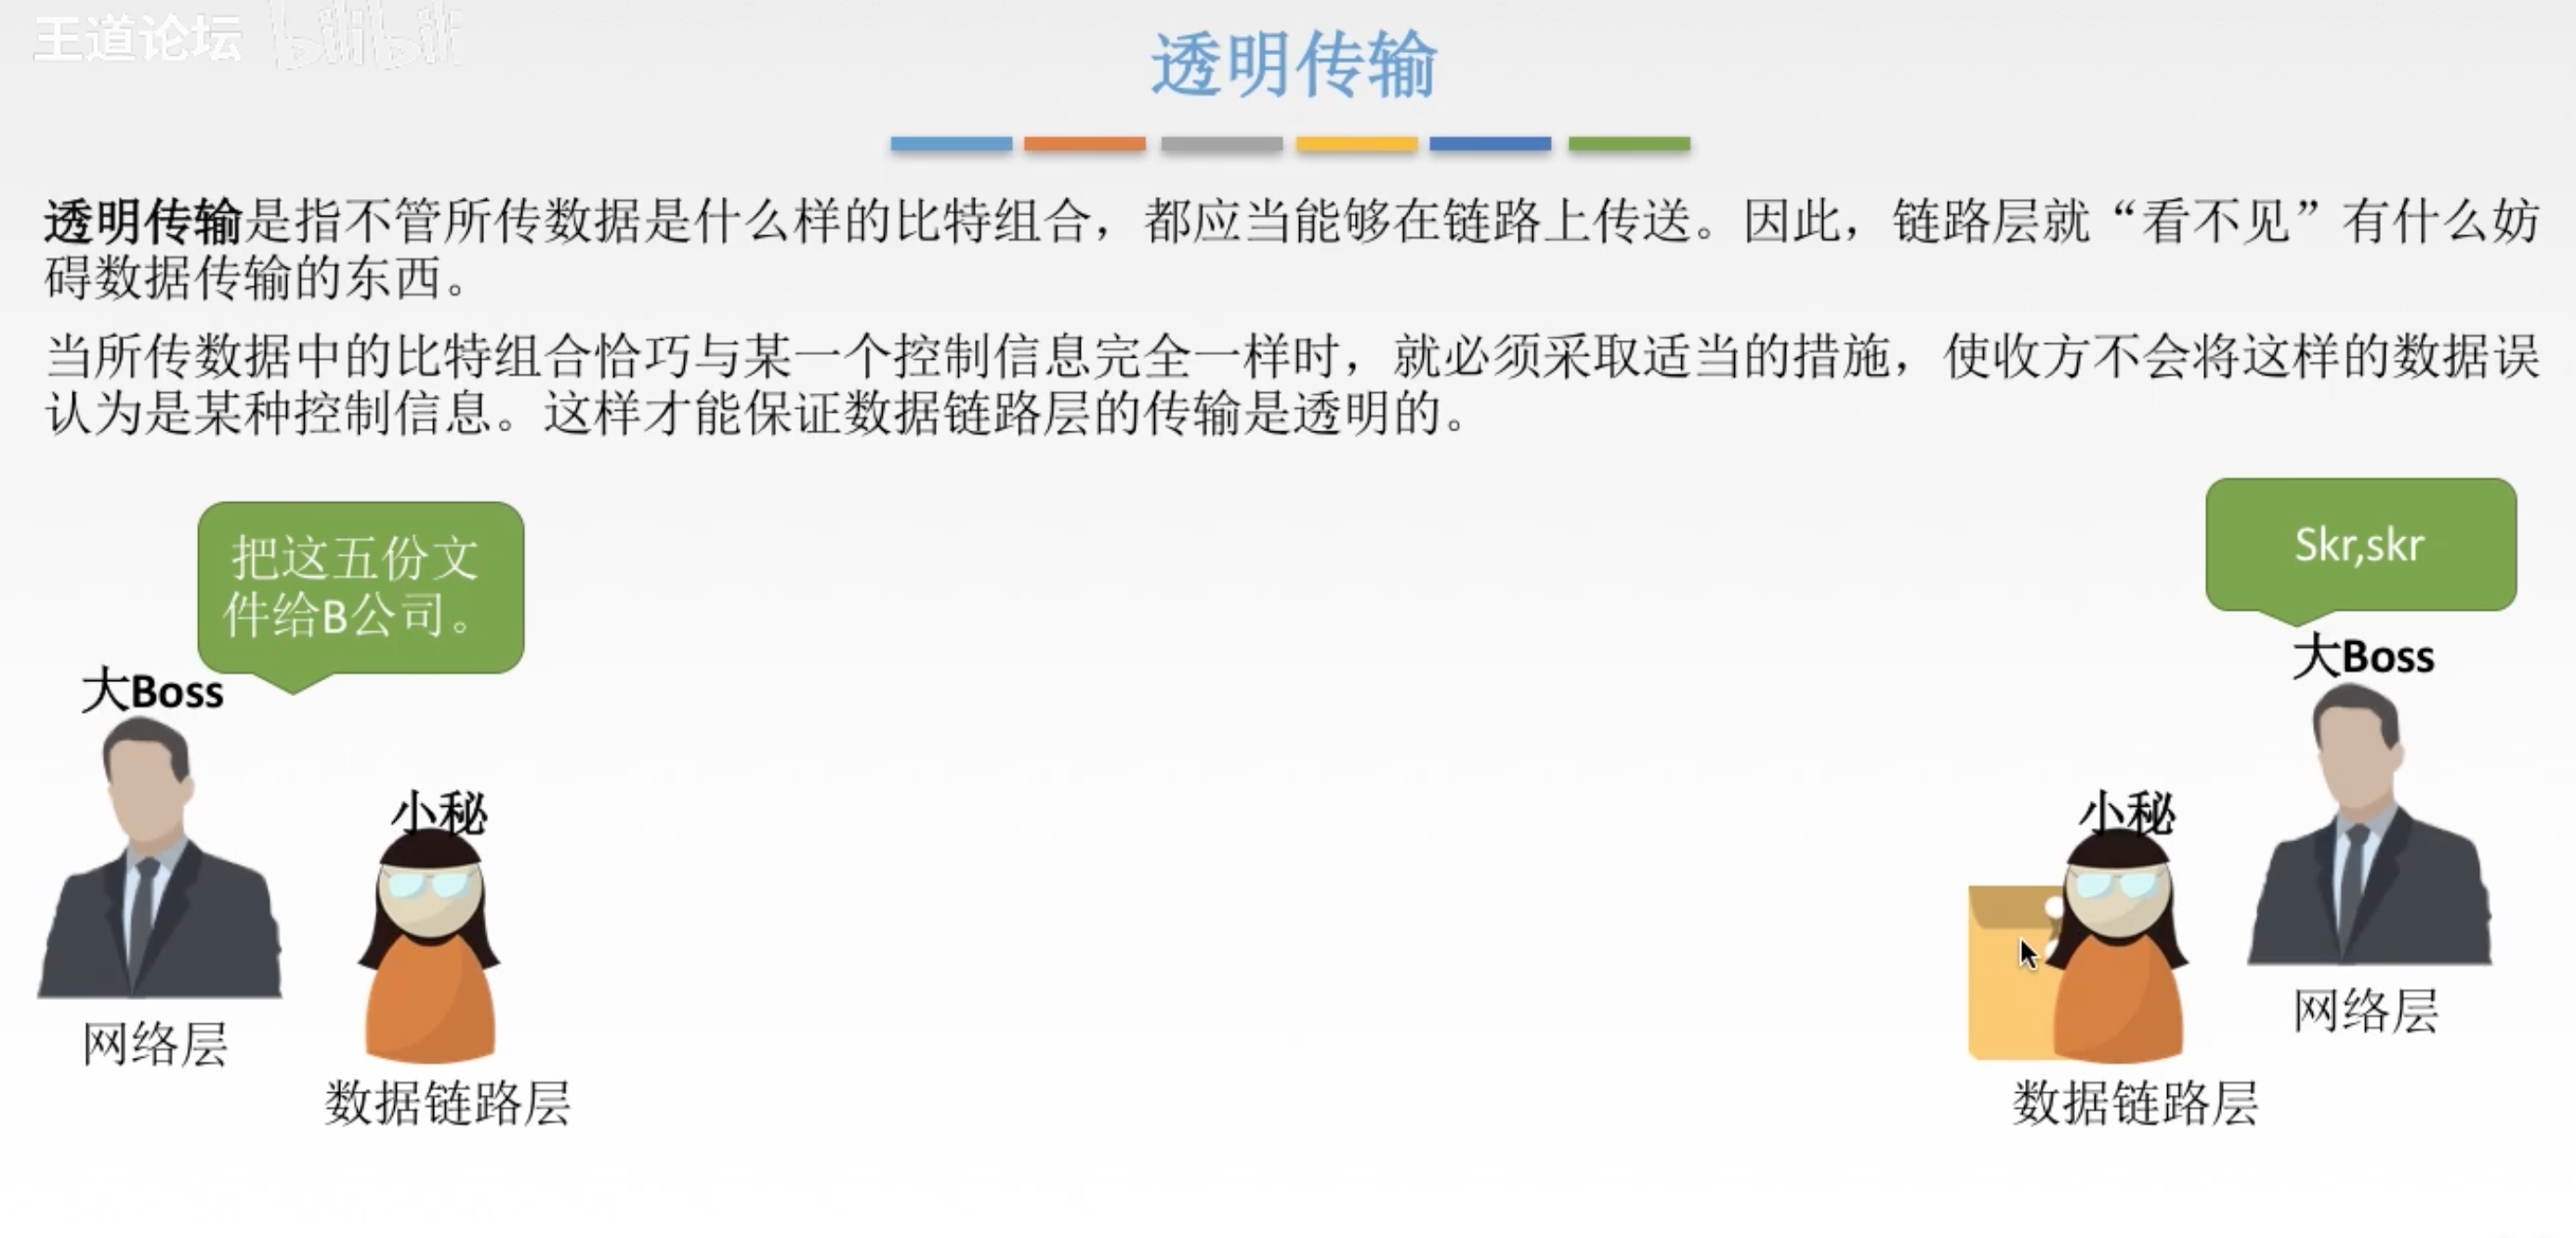 王道论坛 bilibili
透明传输
透明传输是指不管所传数据是什么样的比特组合，都应当能够在链路上传送。因此，链路层就“看不见”有什么妨
碍数据传输的东西。
当所传数据中的比特组合恰巧与某一个控制信息完全一样时，就必须采取适当的措施，使收方不会将这样的数据误
认为是某种控制信息。这样才能保证数据链路层的传输是透明的。
把这五份文
件给B公司。
大Boss
小秘
网络层
数据链路层
Skr,skr
大Boss
小秘
网络层
数据链路层